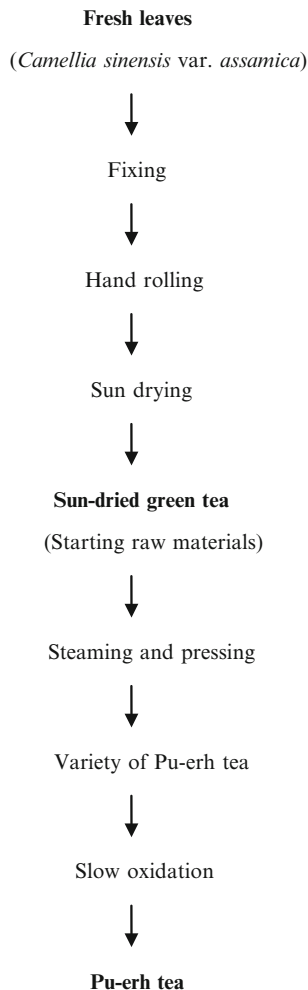 Fresh leaves
(Camellia sinensis var. assamica)
Fixing
Hand rolling
Sun drying
Sun-dried green tea
(Starting raw materials)
Steaming and pressing
Variety of Pu-erh tea
Slow oxidation
Pu-erh tea